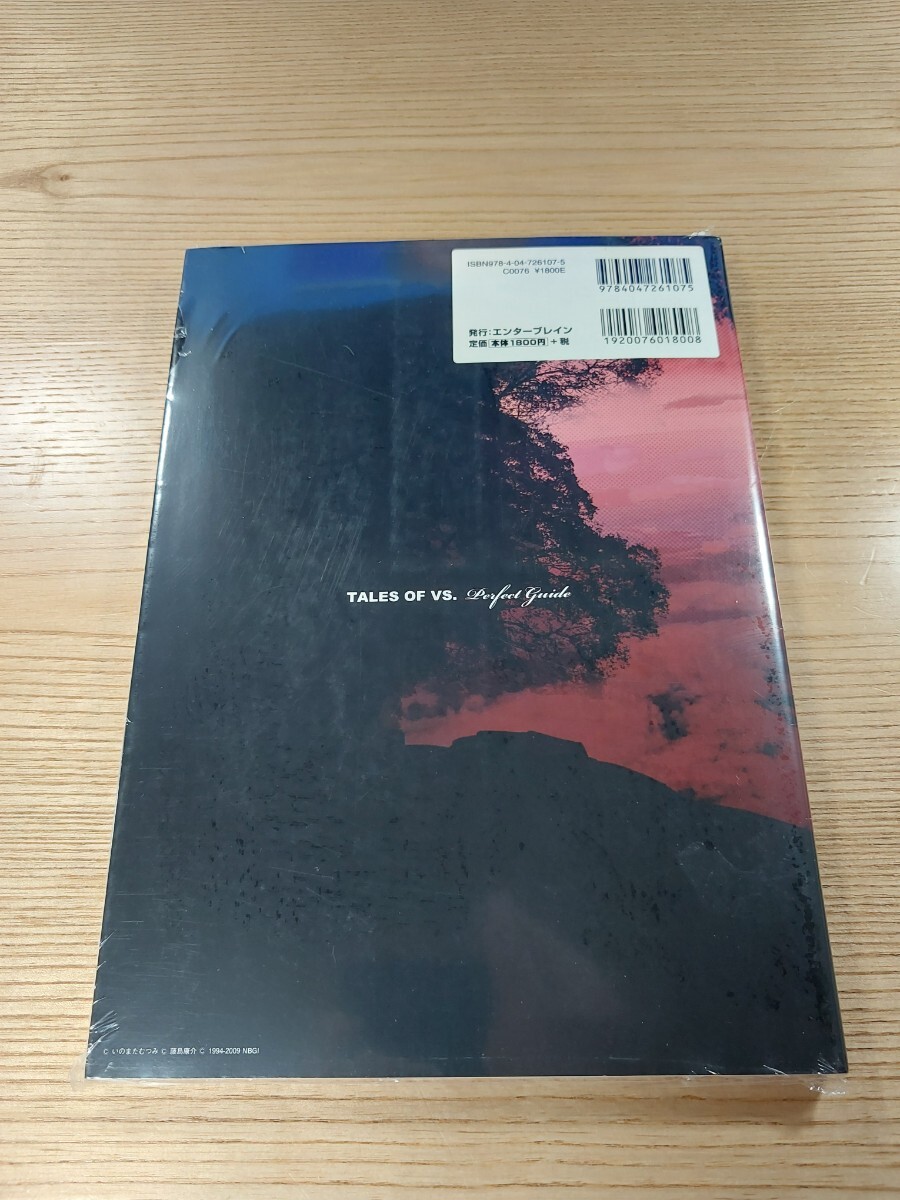 ISBN978-4-04-726107-5
C0076 ¥1800E
9784047261075
発行:エンターブレイン
定価[本体1800円]+税
1920076018008
TALES OF VS. Perfect Guide
C いのまたむつみ C 藤島康介 C 1994-2009 NBGI